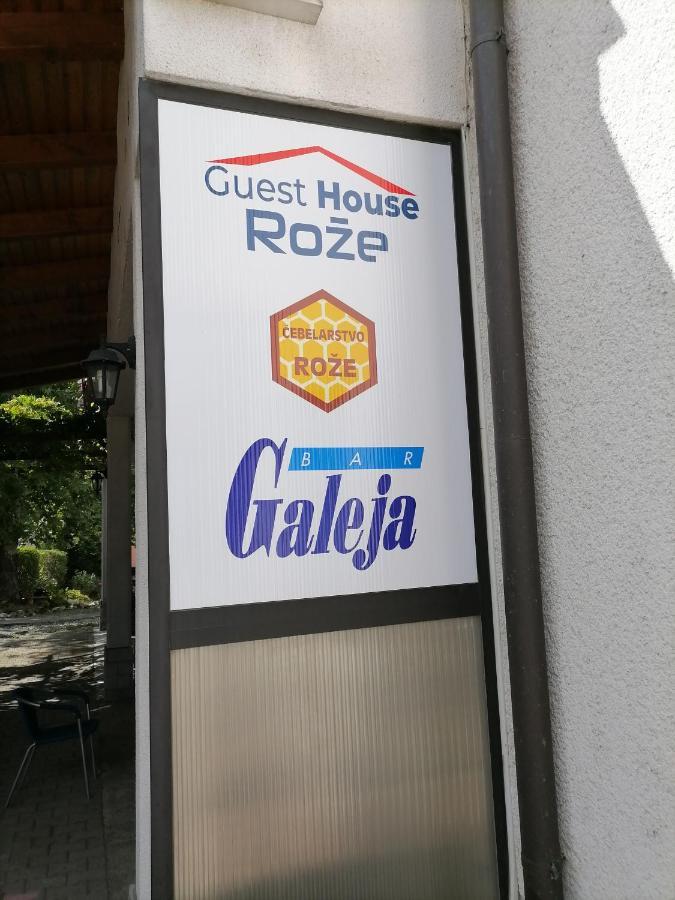 Guest House
Rože
ČEBELARSTVO
ROŽE
BAR
Galeja